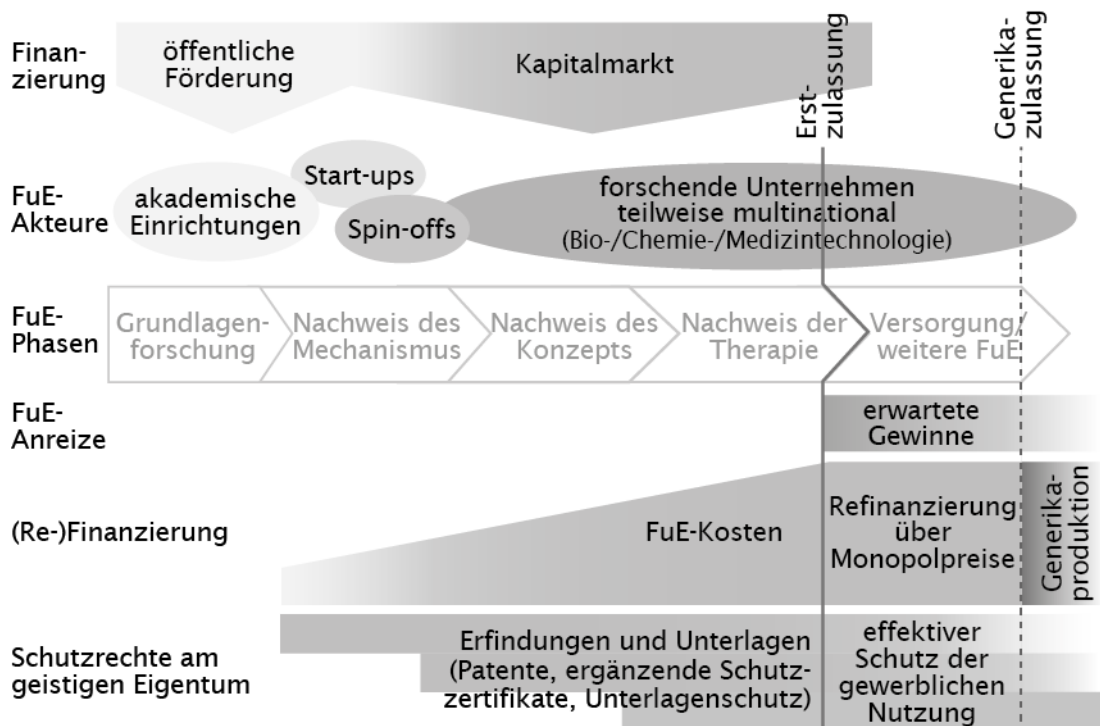 Finan-
zierung
öffentliche
Förderung
Kapitalmarkt
Erst-
zulassung
Generika-
zulassung
FuE-
Akteure
akademische
Einrichtungen
Start-ups
Spin-offs
forschende Unternehmen
teilweise multinational
(Bio-/Chemie-/Medizintechnologie)
FuE-
Phasen
Grundlagen-
forschung
Nachweis des
Mechanismus
Nachweis des
Konzepts
Nachweis der
Therapie
Versorgung/
weitere FuE
FuE-
Anreize
erwartete
Gewinne
(Re-)Finanzierung
FuE-Kosten
Refinanzierung
über
Monopolpreise
Generika-
produktion
Schutzrechte am
geistigen Eigentum
Erfindungen und Unterlagen
(Patente, ergänzende Schutz-
zertifikate, Unterlagenschutz)
effektiver
Schutz der
gewerblichen
Nutzung